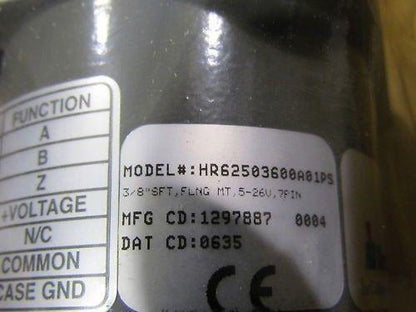 FUNCTION
A
B
Z
+VOLTAGE
N/C
COMMON
CASE GND
MODEL#:HR62503600A01PS
3/8"SFT,FLNG MT,5-26V,7PIN
MFG CD:1297887 0004
DAT CD:0635
CE